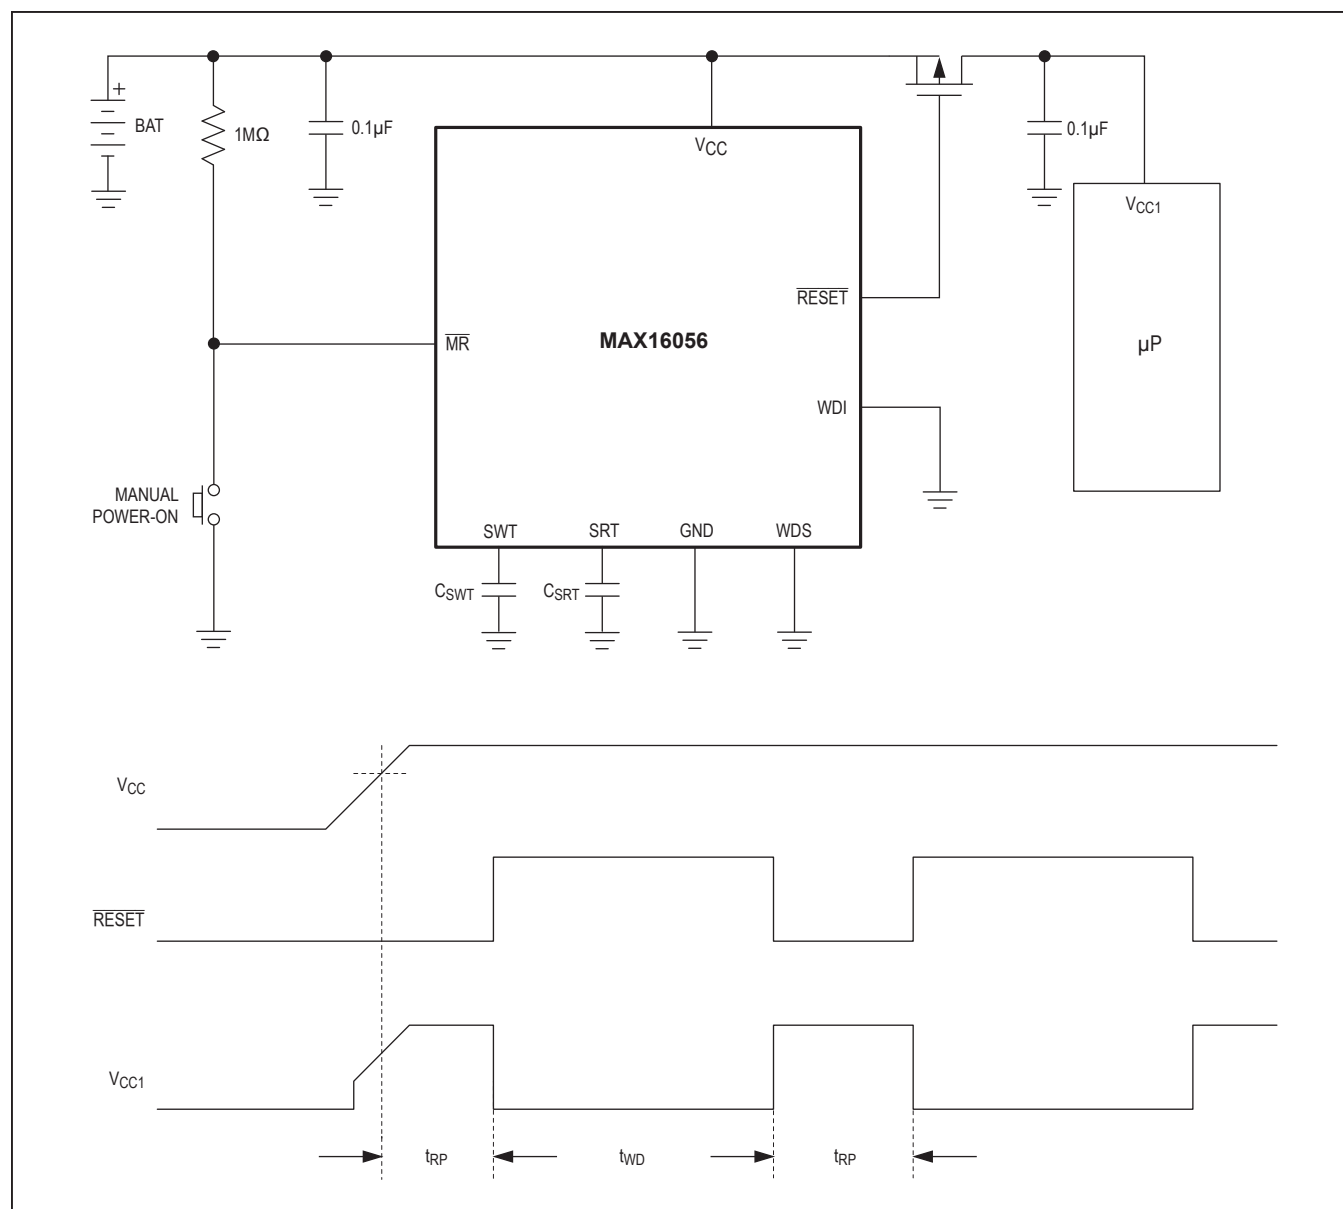 +
BAT
1MΩ
0.1µF
0.1µF
VCC
VCC1
RESET
MR
MAX16056
µP
WDI
MANUAL
POWER-ON
SWT
SRT
GND
WDS
CSWT
CSRT
VCC
RESET
VCC1
tRP
tWD
tRP